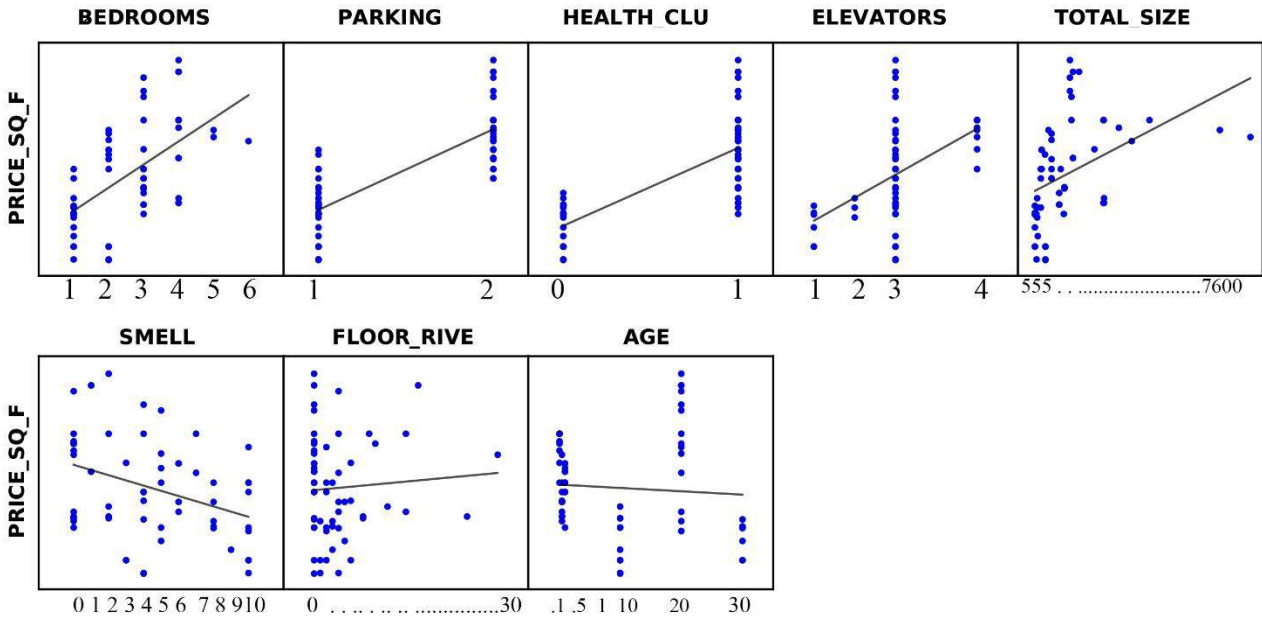 BEDROOMS PARKING HEALTH_CLU ELEVATORS TOTAL_SIZE
PRICE_SQ_F
1 2 3 4 5 6 1 2 0 1 1 2 3 4 555 . . ........................7600
SMELL FLOOR_RIVE AGE
PRICE_SQ_F
0 1 2 3 4 5 6 7 8 9 10 0 . . .. .. .. .. ................30 .1 .5 1 10 20 30